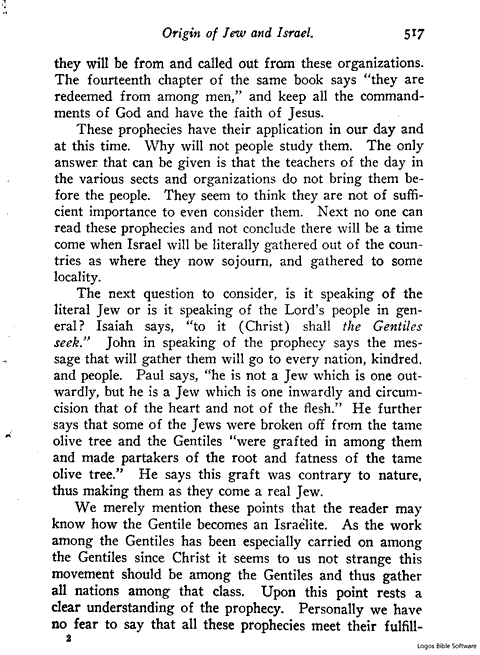 Origin of Jew and Israel. 517
they will be from and called out from these organizations.
The fourteenth chapter of the same book says "they are
redeemed from among men," and keep all the command-
ments of God and have the faith of Jesus.
These prophecies have their application in our day and
at this time. Why will not people study them. The only
answer that can be given is that the teachers of the day in
the various sects and organizations do not bring them be-
fore the people. They seem to think they are not of suffi-
cient importance to even consider them. Next no one can
read these prophecies and not conclude there will be a time
come when Israel will be literally gathered out of the coun-
tries as where they now sojourn, and gathered to some
locality.
The next question to consider, is it speaking of the
literal Jew or is it speaking of the Lord's people in gen-
eral? Isaiah says, "to it (Christ) shall the Gentiles
seek." John in speaking of the prophecy says the mes-
sage that will gather them will go to every nation, kindred.
and people. Paul says, "he is not a Jew which is one out-
wardly, but he is a Jew which is one inwardly and circum-
cision that of the heart and not of the flesh." He further
says that some of the Jews were broken off from the tame
olive tree and the Gentiles "were grafted in among them
and made partakers of the root and fatness of the tame
olive tree." He says this graft was contrary to nature,
thus making them as they come a real Jew.
We merely mention these points that the reader may
know how the Gentile becomes an Israelite. As the work
among the Gentiles has been especially carried on among
the Gentiles since Christ it seems to us not strange this
movement should be among the Gentiles and thus gather
all nations among that class. Upon this point rests a
clear understanding of the prophecy. Personally we have
no fear to say that all these prophecies meet their fulfill-
2
Logos Bible Software